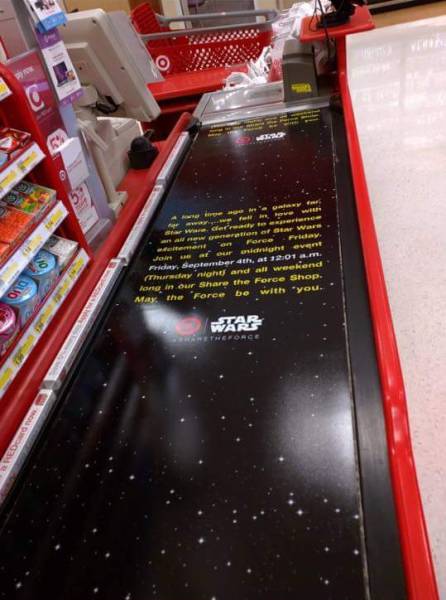 A long time ago in a galaxy far,
far away...we fell in love with
Star Wars. Get ready to experience
an all new generation of Star Wars
excitement on Force Friday.
Join us at our midnight event
Friday, September 4th, at 12:01 a.m.
(Thursday night) and all weekend
long in our Share the Force Shop.
May the Force be with you.
STAR
WARS
#SHARETHEFORCE